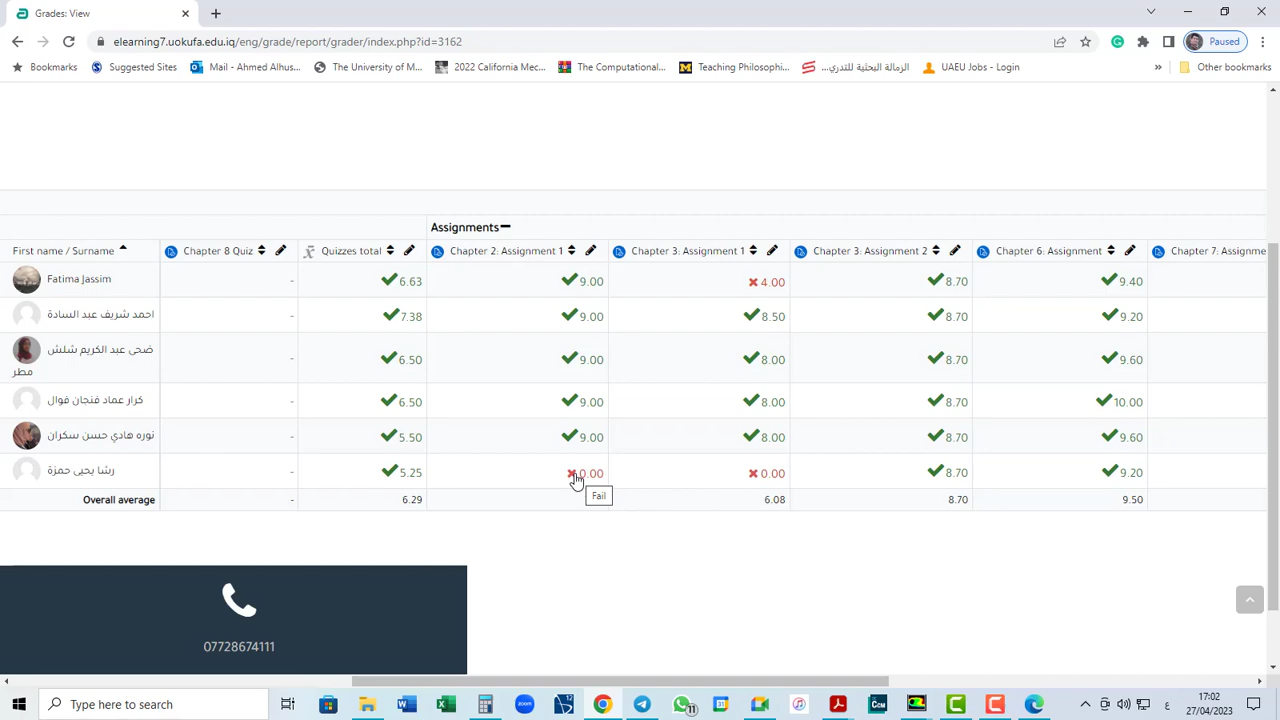 Grades: View
elearning7.uokufa.edu.iq/eng/grade/report/grader/index.php?id=3162
Paused
Bookmarks
Suggested Sites
Mail - Ahmed Alhus...
The University of M...
2022 California Mec...
The Computational...
Teaching Philosophi...
الزمالة البحثية للتدري...
UAEU Jobs - Login
»
Other bookmarks
Assignments
First name / Surname Chapter 8 Quiz Quizzes total Chapter 2: Assignment 1 Chapter 3: Assignment 1 Chapter 3: Assignment 2 Chapter 6: Assignment Chapter 7: Assignme
Fatima Jassim - 6.63 9.00 4.00 8.70 9.40
احمد شريف عبد السادة - 7.38 9.00 8.50 8.70 9.20
ضحى عبد الكريم شلش - 6.50 9.00 8.00 8.70 9.60
مطر
كرار عماد فنجان فوال - 6.50 9.00 8.00 8.70 10.00
نوره هادي حسن سكران - 5.50 9.00 8.00 8.70 9.60
رشا يحيى حمزة - 5.25 0.00 0.00 8.70 9.20
Fail
Overall average - 6.29 6.08 8.70 9.50
07728674111
Type here to search
11
ع
17:02
27/04/2023